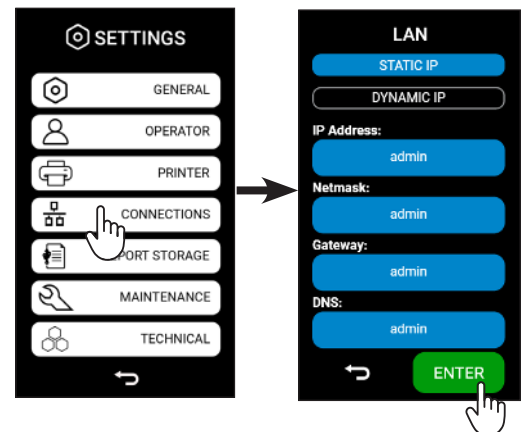 SETTINGS
GENERAL
OPERATOR
PRINTER
CONNECTIONS
PORT STORAGE
MAINTENANCE
TECHNICAL
LAN
STATIC IP
DYNAMIC IP
IP Address:
admin
Netmask:
admin
Gateway:
admin
DNS:
admin
ENTER